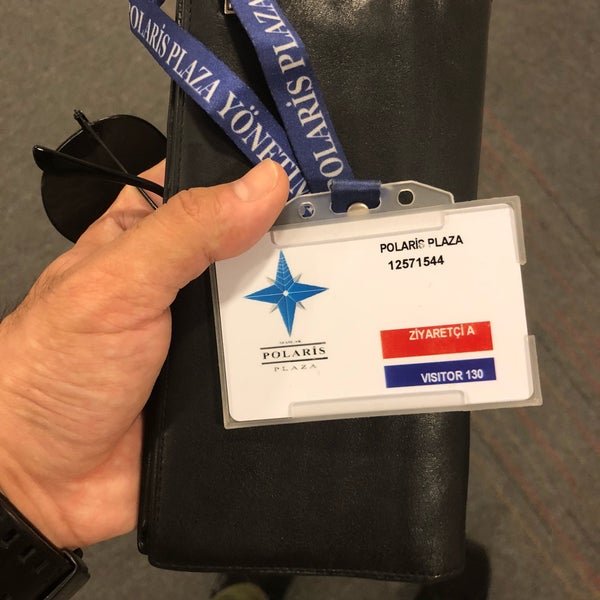 POLARİS PLAZA YÖNETİM
POLARİS PLAZA
POLARİS PLAZA
12571544
POLARİS
PLAZA
ZİYARETÇİ A
VISITOR 130